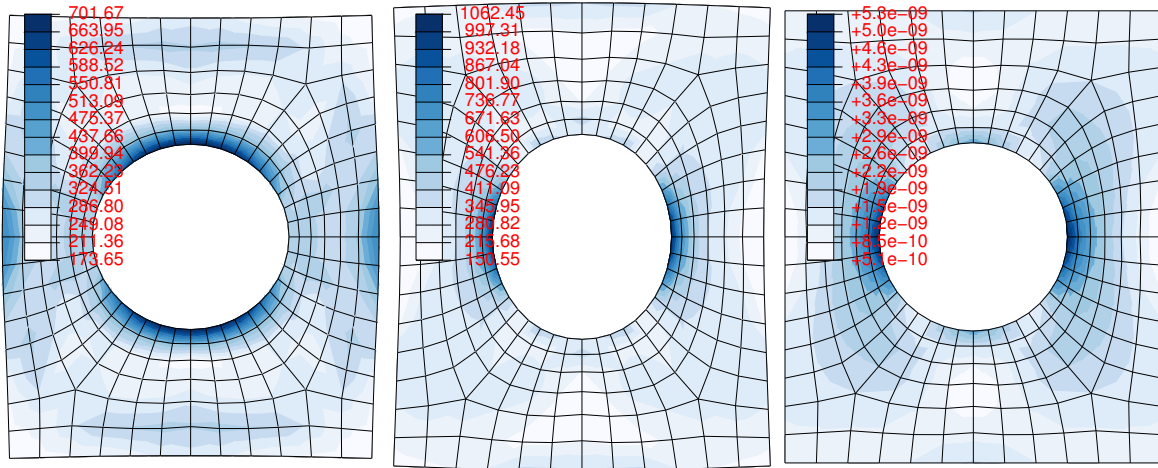 701.67
663.95
626.24
588.52
550.81
513.09
475.37
437.66
399.94
362.23
324.51
286.80
249.08
211.36
173.65
1062.45
997.31
932.18
867.04
801.90
736.77
671.63
606.50
541.36
476.23
411.09
345.95
280.82
215.68
150.55
+5.3e-09
+5.0e-09
+4.6e-09
+4.3e-09
+3.9e-09
+3.6e-09
+3.3e-09
+2.9e-09
+2.6e-09
+2.2e-09
+1.9e-09
+1.5e-09
+1.2e-09
+8.5e-10
+5.1e-10